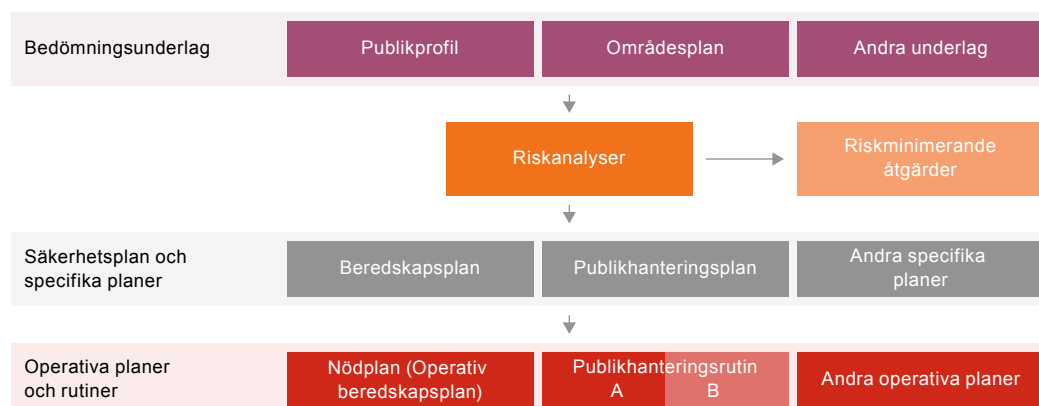 Bedömningsunderlag
Publikprofil
Områdesplan
Andra underlag
Riskanalyser
Riskminimerande
åtgärder
Säkerhetsplan och
specifika planer
Beredskapsplan
Publikhanteringsplan
Andra specifika
planer
Operativa planer
och rutiner
Nödplan (Operativ
beredskapsplan)
Publikhanteringsrutin
A B
Andra operativa planer